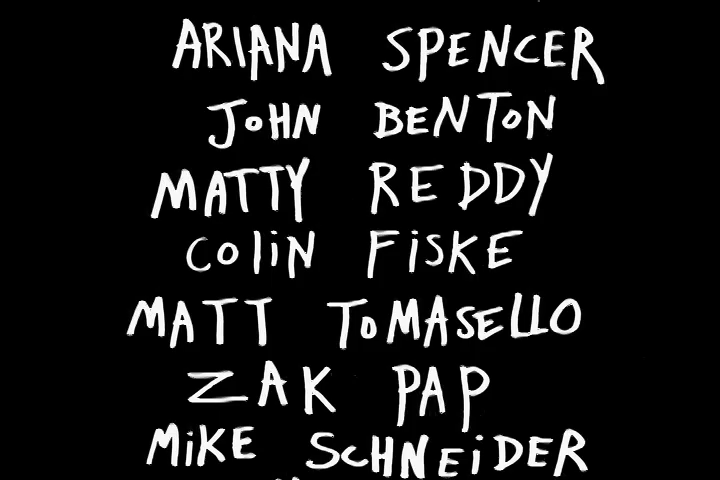 ARIANA SPENCER
JOHN BENTON
MATTY REDDY
COLIN FISKE
MATT TOMASELLO
ZAK PAP
MIKE SCHNEIDER